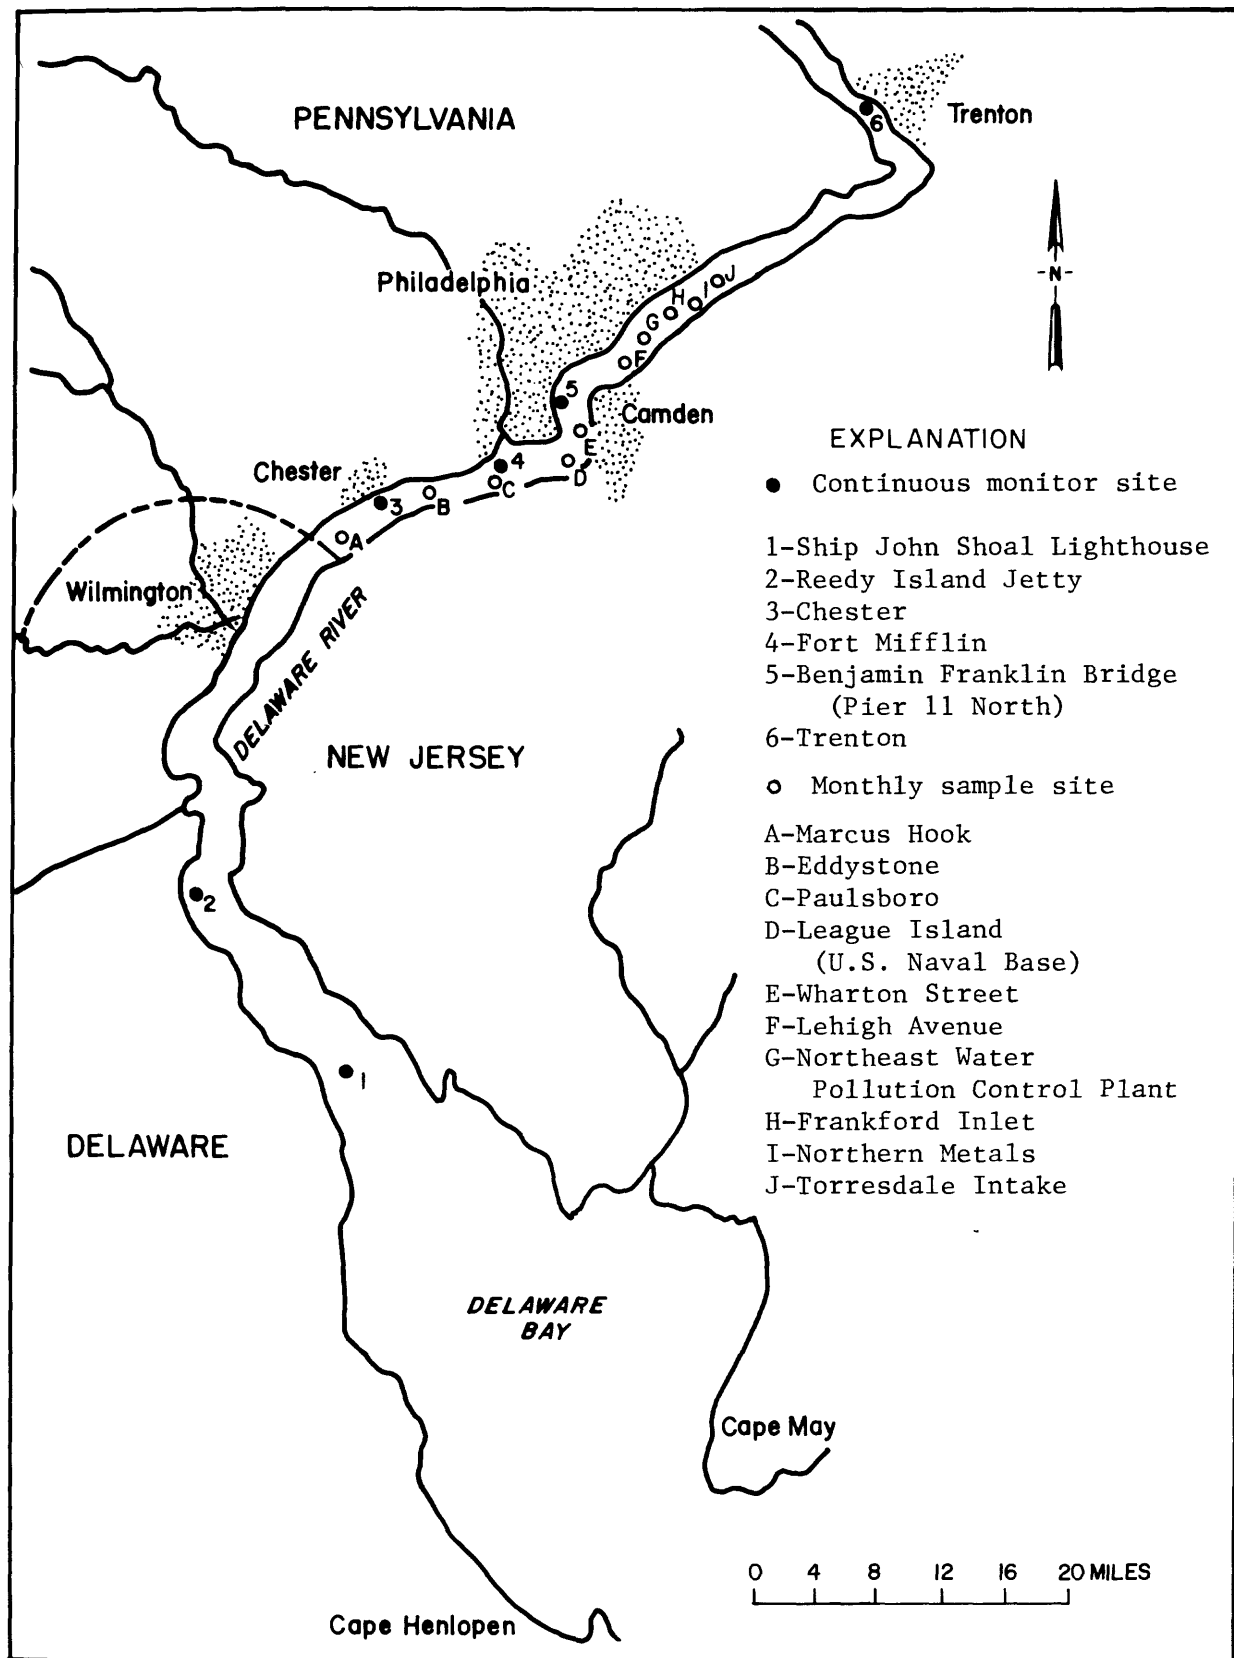 PENNSYLVANIA
6
Trenton
-N-
Philadelphia
J
I
H
G
F
5
Camden
E
D
4
C
Chester
3
B
A
Wilmington
DELAWARE RIVER
NEW JERSEY
2
1
DELAWARE
DELAWARE
BAY
Cape May
Cape Henlopen
EXPLANATION
Continuous monitor site
1-Ship John Shoal Lighthouse
2-Reedy Island Jetty
3-Chester
4-Fort Mifflin
5-Benjamin Franklin Bridge
(Pier 11 North)
6-Trenton
Monthly sample site
A-Marcus Hook
B-Eddystone
C-Paulsboro
D-League Island
(U.S. Naval Base)
E-Wharton Street
F-Lehigh Avenue
G-Northeast Water
Pollution Control Plant
H-Frankford Inlet
I-Northern Metals
J-Torresdale Intake
0 4 8 12 16 20 MILES